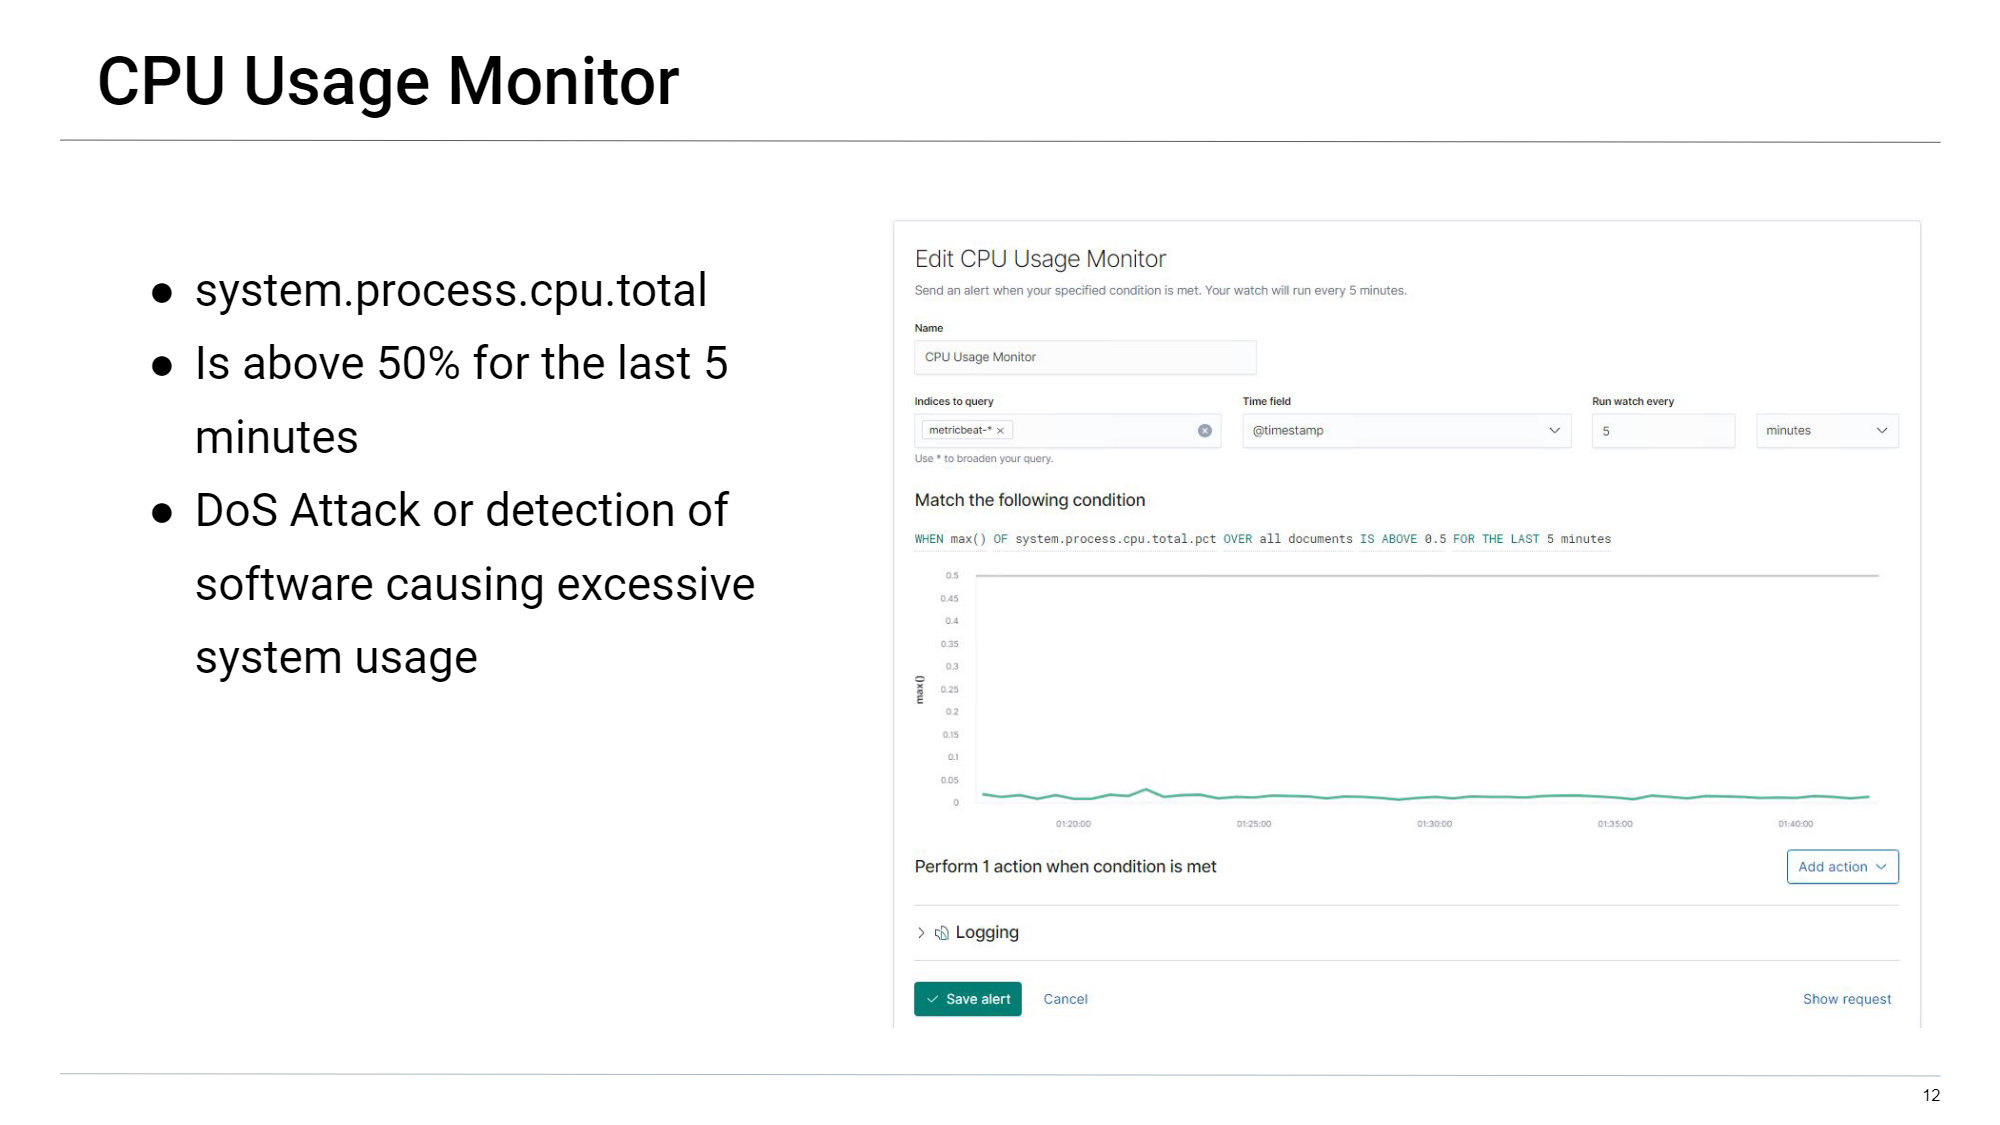 CPU Usage Monitor
● system.process.cpu.total
● Is above 50% for the last 5
minutes
● DoS Attack or detection of
software causing excessive
system usage
Edit CPU Usage Monitor
Send an alert when your specified condition is met. Your watch will run every 5 minutes.
Name
CPU Usage Monitor
Indices to query Time field Run watch every
metricbeat-* × @timestamp 5 minutes
Use * to broaden your query.
Match the following condition
WHEN max() OF system.process.cpu.total.pct OVER all documents IS ABOVE 0.5 FOR THE LAST 5 minutes
0.5
0.45
0.4
0.35
0.3
0.25
max()
0.2
0.15
0.1
0.05
0
01:20:00 01:25:00 01:30:00 01:35:00 01:40:00
Perform 1 action when condition is met Add action
Logging
Save alert Cancel Show request
12